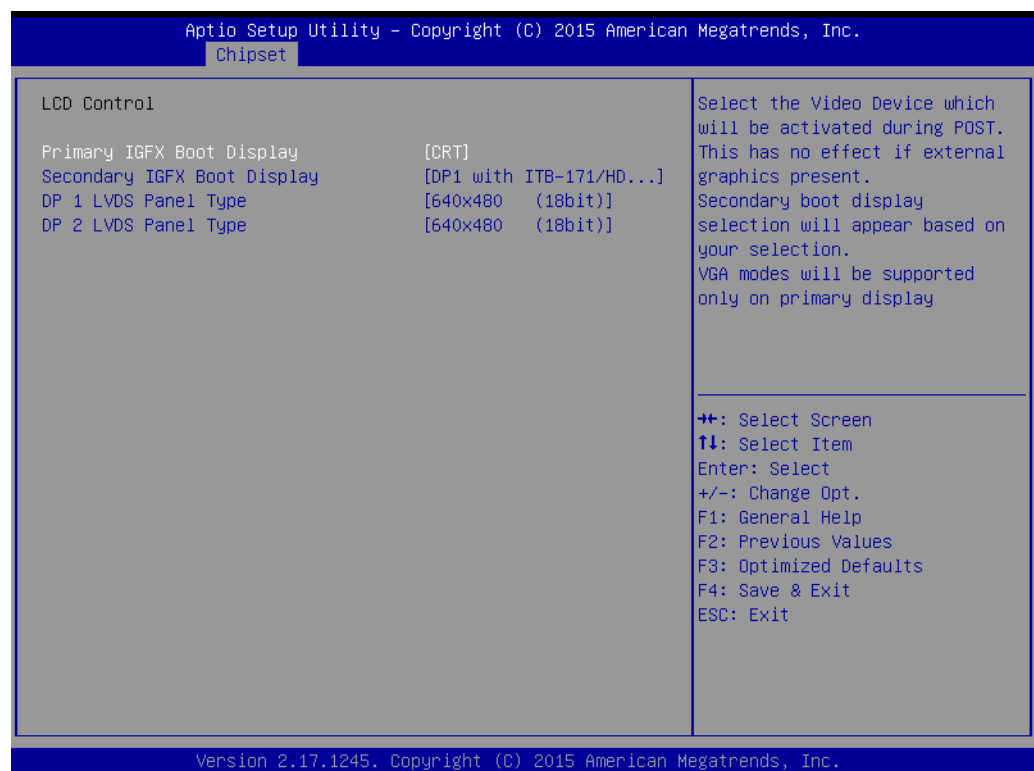 Aptio Setup Utility – Copyright (C) 2015 American Megatrends, Inc.
Chipset
LCD Control
Primary IGFX Boot Display [CRT]
Secondary IGFX Boot Display [DP1 with ITB-171/HD...]
DP 1 LVDS Panel Type [640x480 (18bit)]
DP 2 LVDS Panel Type [640x480 (18bit)]
Select the Video Device which
will be activated during POST.
This has no effect if external
graphics present.
Secondary boot display
selection will appear based on
your selection.
VGA modes will be supported
only on primary display
→←: Select Screen
↑↓: Select Item
Enter: Select
+/-: Change Opt.
F1: General Help
F2: Previous Values
F3: Optimized Defaults
F4: Save & Exit
ESC: Exit
Version 2.17.1245. Copyright (C) 2015 American Megatrends, Inc.